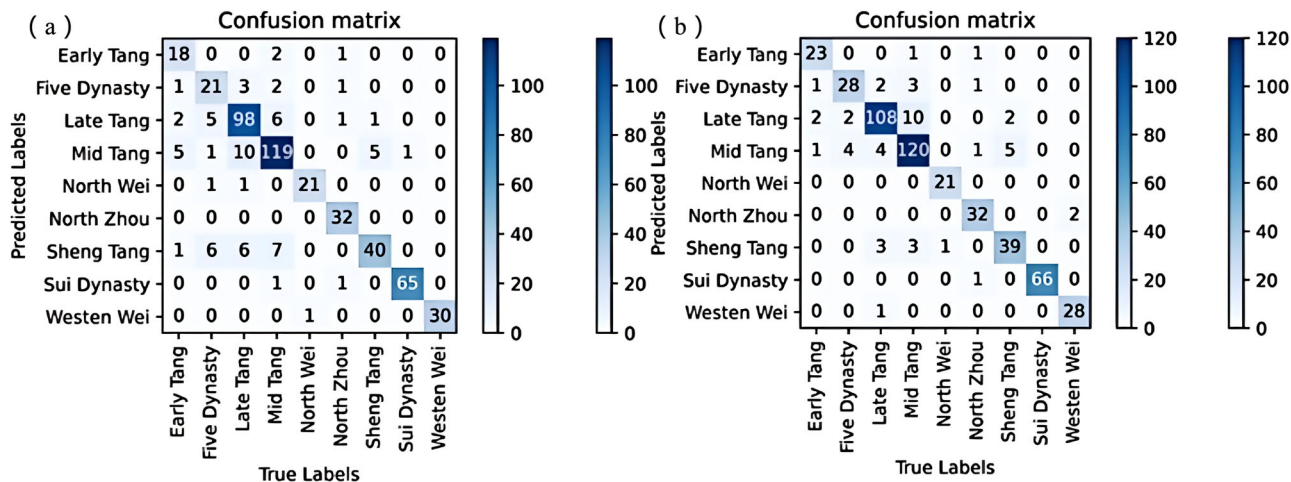 (a)
Confusion matrix
Early Tang 18 0 0 2 0 1 0 0 0
Five Dynasty 1 21 3 2 0 1 0 0 0
Late Tang 2 5 98 6 0 1 1 0 0
Mid Tang 5 1 10 119 0 0 5 1 0
North Wei 0 1 1 0 21 0 0 0 0
North Zhou 0 0 0 0 0 32 0 0 0
Sheng Tang 1 6 6 7 0 0 40 0 0
Sui Dynasty 0 0 0 1 0 1 0 65 0
Westen Wei 0 0 0 0 1 0 0 0 30
Predicted Labels
Early Tang
Five Dynasty
Late Tang
Mid Tang
North Wei
North Zhou
Sheng Tang
Sui Dynasty
Westen Wei
True Labels
100
80
60
40
20
0
100
80
60
40
20
0
(b)
Confusion matrix
Early Tang 23 0 0 1 0 1 0 0 0
Five Dynasty 1 28 2 3 0 1 0 0 0
Late Tang 2 2 108 10 0 0 2 0 0
Mid Tang 1 4 4 120 0 1 5 0 0
North Wei 0 0 0 0 21 0 0 0 0
North Zhou 0 0 0 0 0 32 0 0 2
Sheng Tang 0 0 3 3 1 0 39 0 0
Sui Dynasty 0 0 0 0 0 1 0 66 0
Westen Wei 0 0 1 0 0 0 0 0 28
Predicted Labels
Early Tang
Five Dynasty
Late Tang
Mid Tang
North Wei
North Zhou
Sheng Tang
Sui Dynasty
Westen Wei
True Labels
120
100
80
60
40
20
0
120
100
80
60
40
20
0